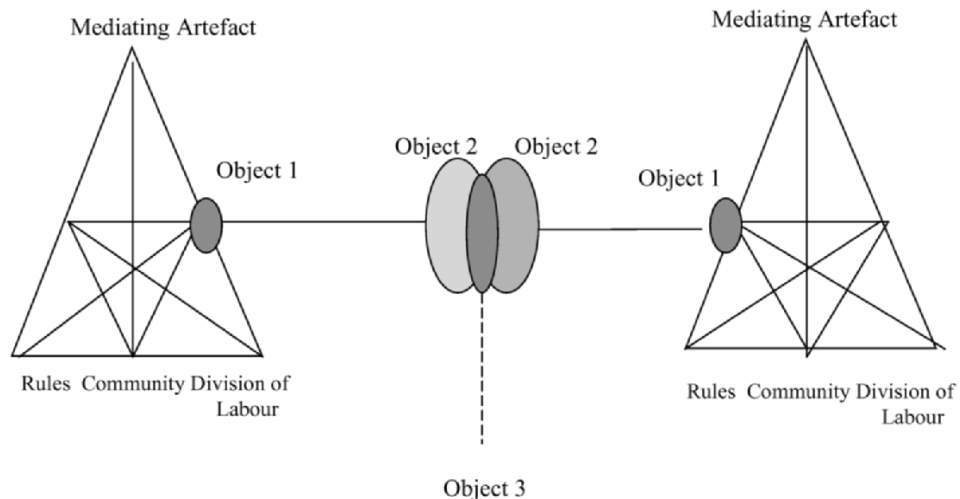 Mediating Artefact
Mediating Artefact
Object 2
Object 2
Object 1
Object 1
Rules Community Division of
Labour
Rules Community Division of
Labour
Object 3